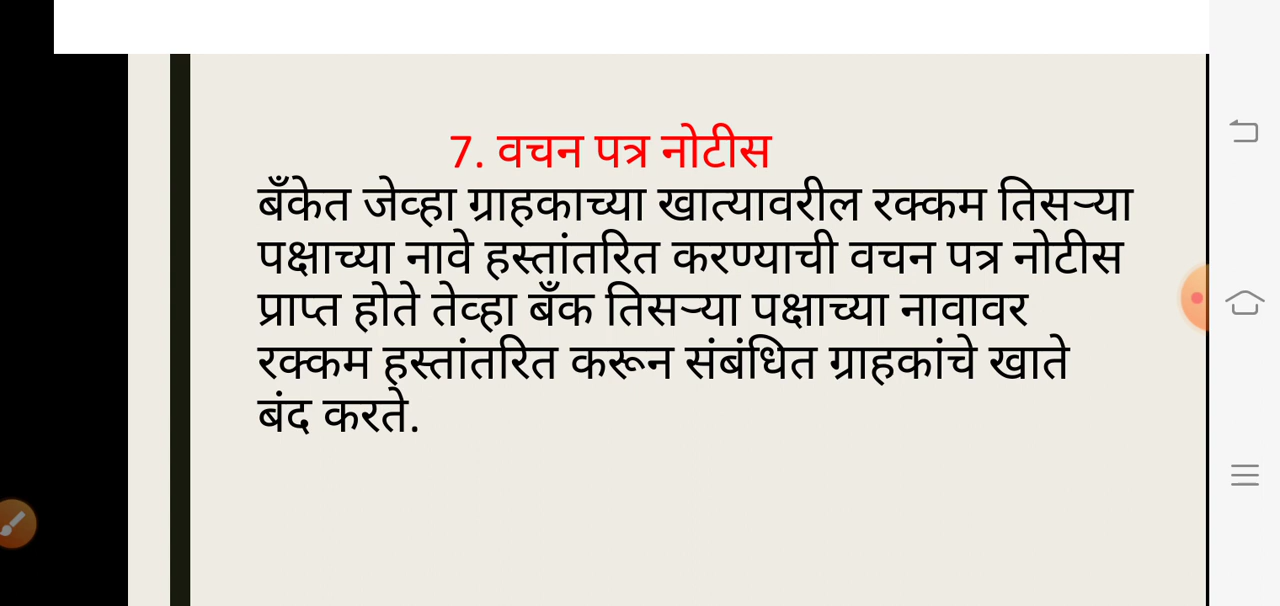 7. वचन पत्र नोटीस
बँकेत जेव्हा ग्राहकाच्या खात्यावरील रक्कम तिसऱ्या
पक्षाच्या नावे हस्तांतरित करण्याची वचन पत्र नोटीस
प्राप्त होते तेव्हा बँक तिसऱ्या पक्षाच्या नावावर
रक्कम हस्तांतरित करून संबंधित ग्राहकांचे खाते
बंद करते.